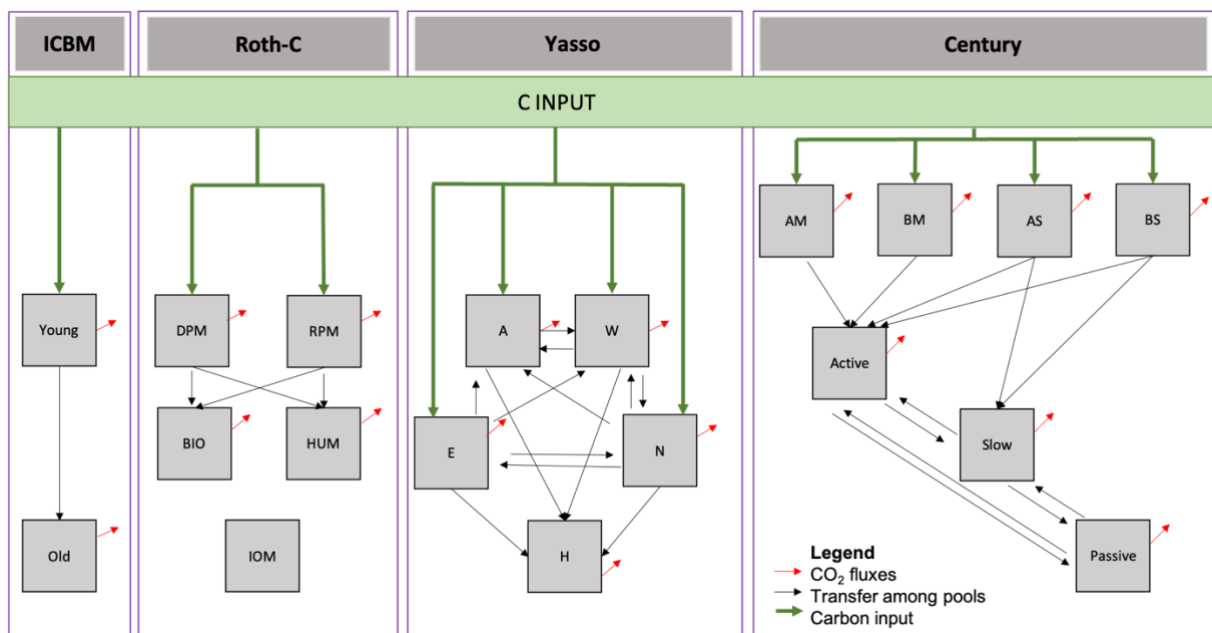 ICBM
Roth-C
Yasso
Century
C INPUT
AM
BM
AS
BS
Young
DPM
RPM
A
W
Active
BIO
HUM
E
N
Slow
Old
IOM
H
Passive
Legend
CO₂ fluxes
Transfer among pools
Carbon input